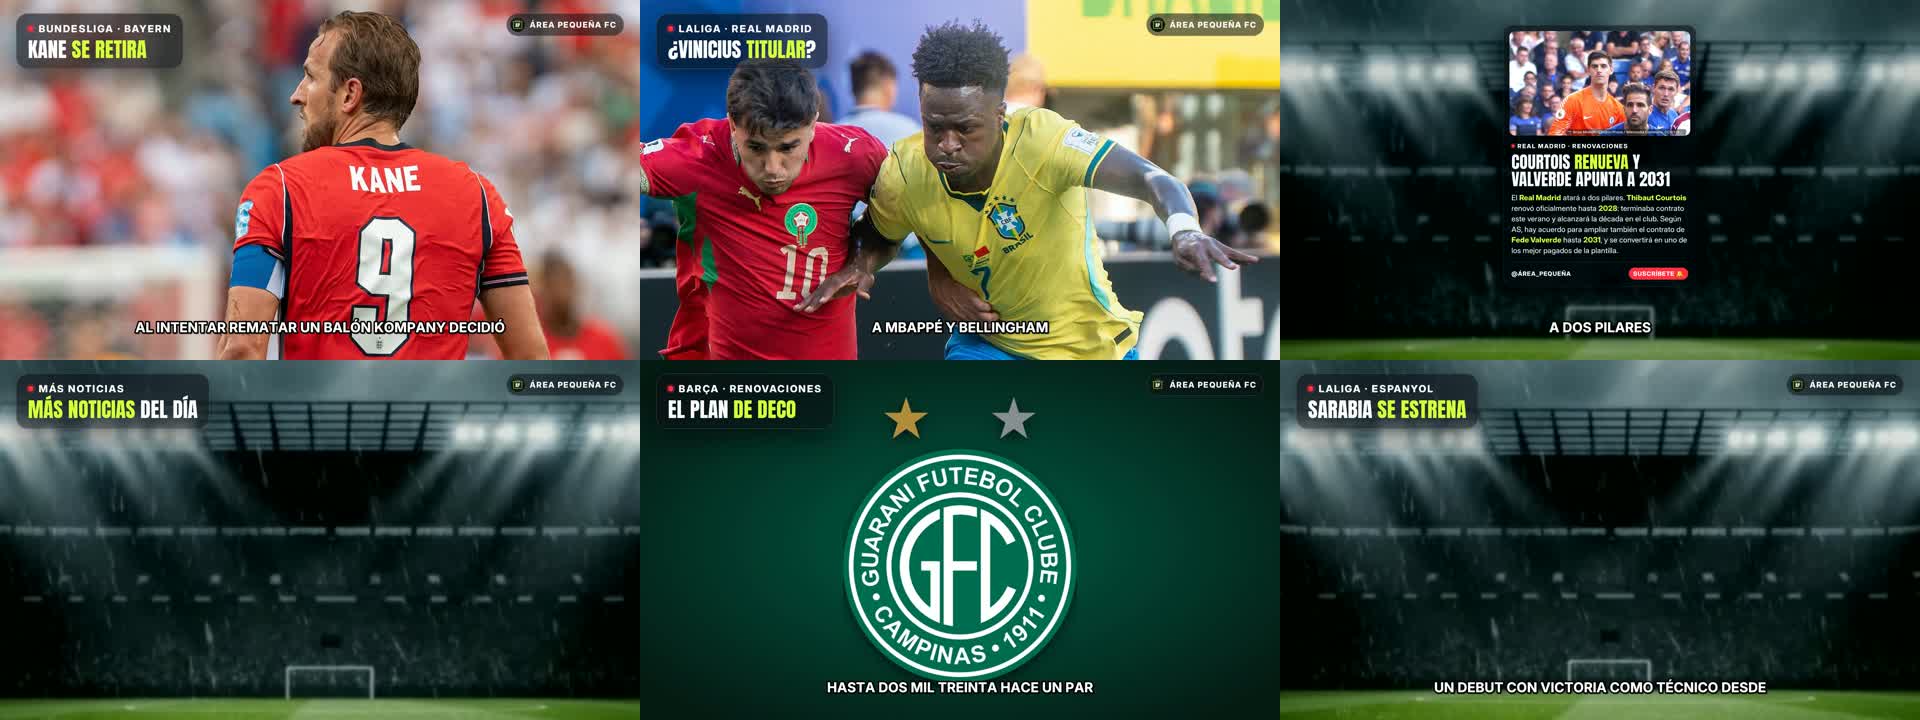 BUNDESLIGA · BAYERN
KANE SE RETIRA
ÁREA PEQUEÑA FC
KANE
9
AL INTENTAR REMATAR UN BALÓN KOMPANY DECIDIÓ
LALIGA · REAL MADRID
¿VINICIUS TITULAR?
ÁREA PEQUEÑA FC
10
BRASIL
7
A MBAPPÉ Y BELLINGHAM
REAL MADRID · RENOVACIONES
COURTOIS RENUEVA Y
VALVERDE APUNTA A 2031
El Real Madrid atará a dos pilares. Thibaut Courtois
renovó oficialmente hasta 2028: terminaba contrato
este verano y alcanzará la década en el club. Según
AS, hay acuerdo para ampliar también el contrato de
Fede Valverde hasta 2031, y se convertirá en uno de
los mejor pagados de la plantilla.
@ÁREA_PEQUEÑA
SUSCRÍBETE
A DOS PILARES
MÁS NOTICIAS
MÁS NOTICIAS DEL DÍA
ÁREA PEQUEÑA FC
BARÇA · RENOVACIONES
EL PLAN DE DECO
ÁREA PEQUEÑA FC
GUARANI FUTEBOL CLUBE
GFC
CAMPINAS • 1911
HASTA DOS MIL TREINTA HACE UN PAR
LALIGA · ESPANYOL
SARABIA SE ESTRENA
ÁREA PEQUEÑA FC
UN DEBUT CON VICTORIA COMO TÉCNICO DESDE